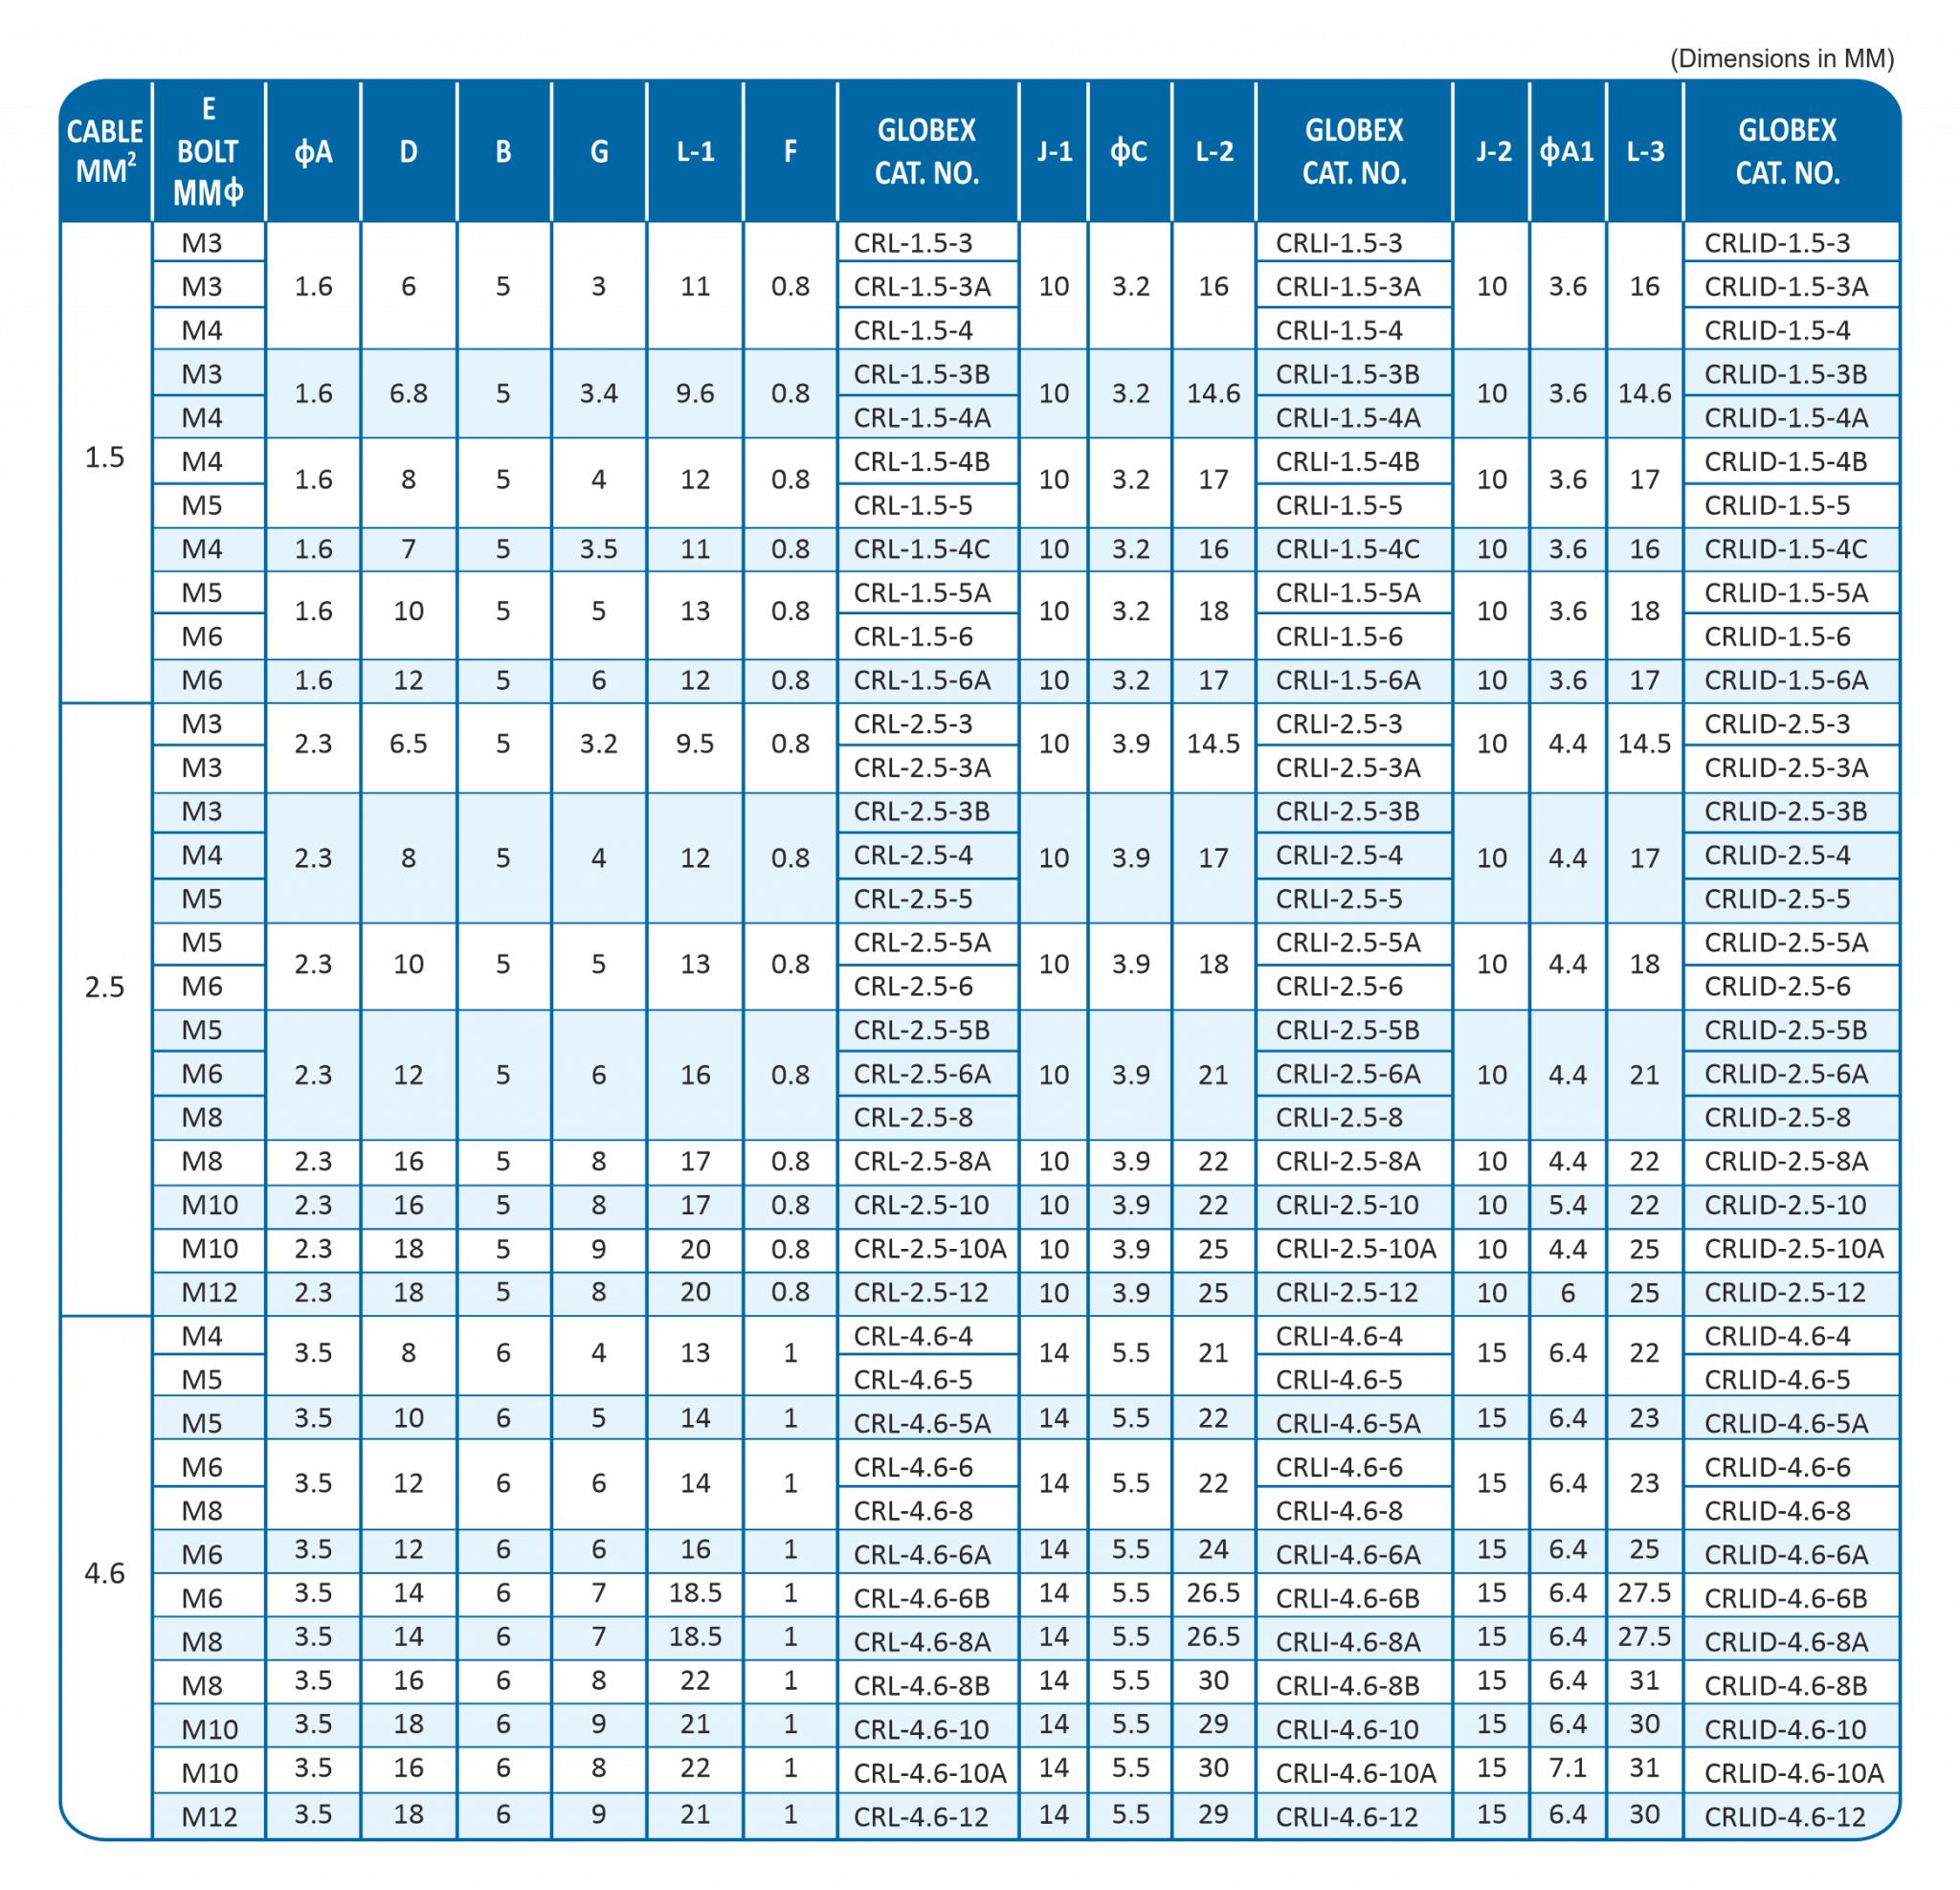 (Dimensions in MM)
CABLE MM² E BOLT MMϕ ϕA D B G L-1 F GLOBEX CAT. NO. J-1 ϕC L-2 GLOBEX CAT. NO. J-2 ϕA1 L-3 GLOBEX CAT. NO.
M3 CRL-1.5-3 CRLI-1.5-3 CRLID-1.5-3
M3 1.6 6 5 3 11 0.8 CRL-1.5-3A 10 3.2 16 CRLI-1.5-3A 10 3.6 16 CRLID-1.5-3A
M4 CRL-1.5-4 CRLI-1.5-4 CRLID-1.5-4
M3 CRL-1.5-3B CRLI-1.5-3B CRLID-1.5-3B
1.6 6.8 5 3.4 9.6 0.8 10 3.2 14.6 10 3.6 14.6
M4 CRL-1.5-4A CRLI-1.5-4A CRLID-1.5-4A
1.5
M4 CRL-1.5-4B CRLI-1.5-4B CRLID-1.5-4B
1.6 8 5 4 12 0.8 10 3.2 17 10 3.6 17
M5 CRL-1.5-5 CRLI-1.5-5 CRLID-1.5-5
M4 1.6 7 5 3.5 11 0.8 CRL-1.5-4C 10 3.2 16 CRLI-1.5-4C 10 3.6 16 CRLID-1.5-4C
M5 CRL-1.5-5A CRLI-1.5-5A CRLID-1.5-5A
1.6 10 5 5 13 0.8 10 3.2 18 10 3.6 18
M6 CRL-1.5-6 CRLI-1.5-6 CRLID-1.5-6
M6 1.6 12 5 6 12 0.8 CRL-1.5-6A 10 3.2 17 CRLI-1.5-6A 10 3.6 17 CRLID-1.5-6A
M3 CRL-2.5-3 CRLI-2.5-3 CRLID-2.5-3
2.3 6.5 5 3.2 9.5 0.8 10 3.9 14.5 10 4.4 14.5
M3 CRL-2.5-3A CRLI-2.5-3A CRLID-2.5-3A
M3 CRL-2.5-3B CRLI-2.5-3B CRLID-2.5-3B
M4 2.3 8 5 4 12 0.8 CRL-2.5-4 10 3.9 17 CRLI-2.5-4 10 4.4 17 CRLID-2.5-4
M5 CRL-2.5-5 CRLI-2.5-5 CRLID-2.5-5
M5 CRL-2.5-5A CRLI-2.5-5A CRLID-2.5-5A
2.3 10 5 5 13 0.8 10 3.9 18 10 4.4 18
2.5 M6 CRL-2.5-6 CRLI-2.5-6 CRLID-2.5-6
M5 CRL-2.5-5B CRLI-2.5-5B CRLID-2.5-5B
M6 2.3 12 5 6 16 0.8 CRL-2.5-6A 10 3.9 21 CRLI-2.5-6A 10 4.4 21 CRLID-2.5-6A
M8 CRL-2.5-8 CRLI-2.5-8 CRLID-2.5-8
M8 2.3 16 5 8 17 0.8 CRL-2.5-8A 10 3.9 22 CRLI-2.5-8A 10 4.4 22 CRLID-2.5-8A
M10 2.3 16 5 8 17 0.8 CRL-2.5-10 10 3.9 22 CRLI-2.5-10 10 5.4 22 CRLID-2.5-10
M10 2.3 18 5 9 20 0.8 CRL-2.5-10A 10 3.9 25 CRLI-2.5-10A 10 4.4 25 CRLID-2.5-10A
M12 2.3 18 5 8 20 0.8 CRL-2.5-12 10 3.9 25 CRLI-2.5-12 10 6 25 CRLID-2.5-12
M4 CRL-4.6-4 CRLI-4.6-4 CRLID-4.6-4
3.5 8 6 4 13 1 14 5.5 21 15 6.4 22
M5 CRL-4.6-5 CRLI-4.6-5 CRLID-4.6-5
M5 3.5 10 6 5 14 1 CRL-4.6-5A 14 5.5 22 CRLI-4.6-5A 15 6.4 23 CRLID-4.6-5A
M6 CRL-4.6-6 CRLI-4.6-6 CRLID-4.6-6
3.5 12 6 6 14 1 14 5.5 22 15 6.4 23
M8 CRL-4.6-8 CRLI-4.6-8 CRLID-4.6-8
M6 3.5 12 6 6 16 1 CRL-4.6-6A 14 5.5 24 CRLI-4.6-6A 15 6.4 25 CRLID-4.6-6A
4.6
M6 3.5 14 6 7 18.5 1 CRL-4.6-6B 14 5.5 26.5 CRLI-4.6-6B 15 6.4 27.5 CRLID-4.6-6B
M8 3.5 14 6 7 18.5 1 CRL-4.6-8A 14 5.5 26.5 CRLI-4.6-8A 15 6.4 27.5 CRLID-4.6-8A
M8 3.5 16 6 8 22 1 CRL-4.6-8B 14 5.5 30 CRLI-4.6-8B 15 6.4 31 CRLID-4.6-8B
M10 3.5 18 6 9 21 1 CRL-4.6-10 14 5.5 29 CRLI-4.6-10 15 6.4 30 CRLID-4.6-10
M10 3.5 16 6 8 22 1 CRL-4.6-10A 14 5.5 30 CRLI-4.6-10A 15 7.1 31 CRLID-4.6-10A
M12 3.5 18 6 9 21 1 CRL-4.6-12 14 5.5 29 CRLI-4.6-12 15 6.4 30 CRLID-4.6-12